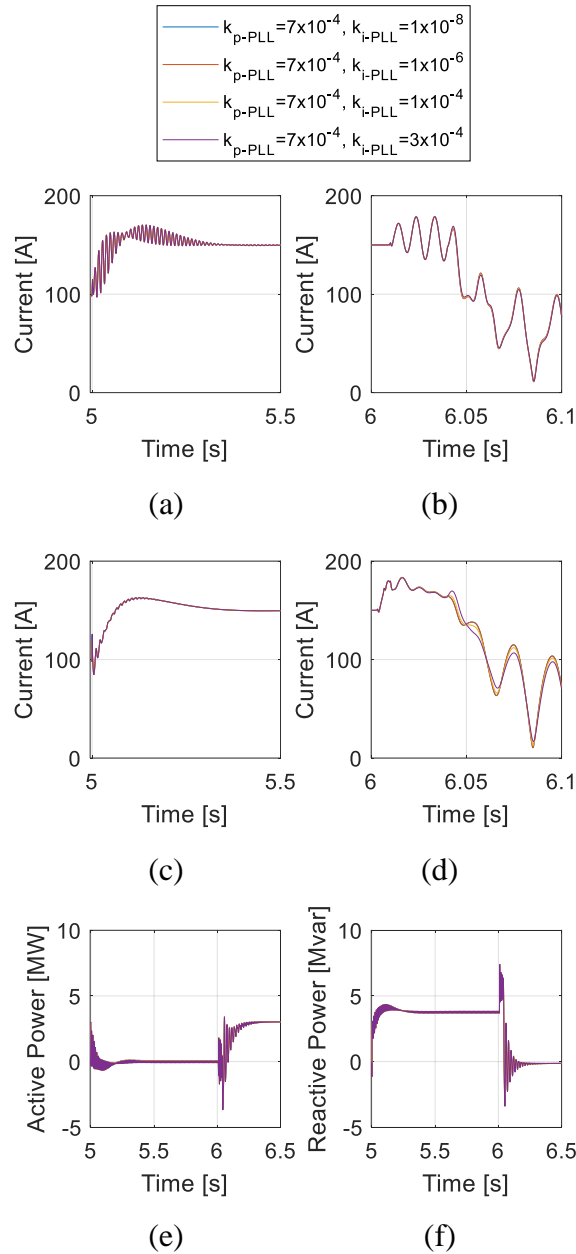 k_p-PLL=7x10^-4, k_i-PLL=1x10^-8
k_p-PLL=7x10^-4, k_i-PLL=1x10^-6
k_p-PLL=7x10^-4, k_i-PLL=1x10^-4
k_p-PLL=7x10^-4, k_i-PLL=3x10^-4
Current [A]
200
100
0
5
5.5
Time [s]
(a)
Current [A]
200
100
0
6
6.05
6.1
Time [s]
(b)
Current [A]
200
100
0
5
5.5
Time [s]
(c)
Current [A]
200
100
0
6
6.05
6.1
Time [s]
(d)
Active Power [MW]
10
5
0
-5
5
5.5
6
6.5
Time [s]
(e)
Reactive Power [Mvar]
10
5
0
-5
5
5.5
6
6.5
Time [s]
(f)